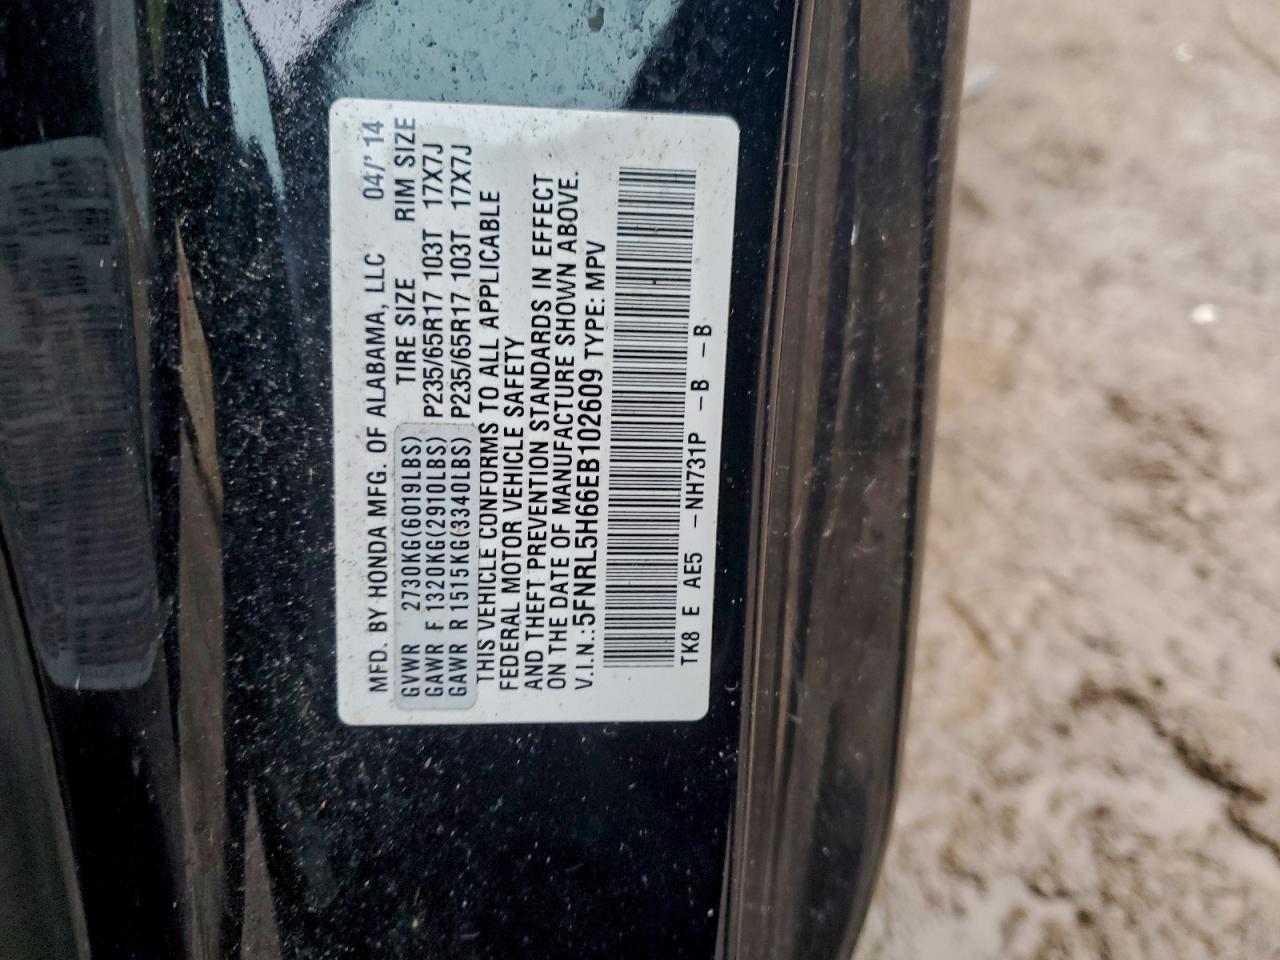 MFD. BY HONDA MFG. OF ALABAMA, LLC 04/' 14
GVWR 2730KG(6019LBS) TIRE SIZE RIM SIZE
GAWR F 1320KG(2910LBS) P235/65R17 103T 17X7J
GAWR R 1515KG(3340LBS) P235/65R17 103T 17X7J
THIS VEHICLE CONFORMS TO ALL APPLICABLE
FEDERAL MOTOR VEHICLE SAFETY
AND THEFT PREVENTION STANDARDS IN EFFECT
ON THE DATE OF MANUFACTURE SHOWN ABOVE.
V.I.N.:5FNRL5H66EB102609 TYPE: MPV
TK8 E AE5 -NH731P -B -B